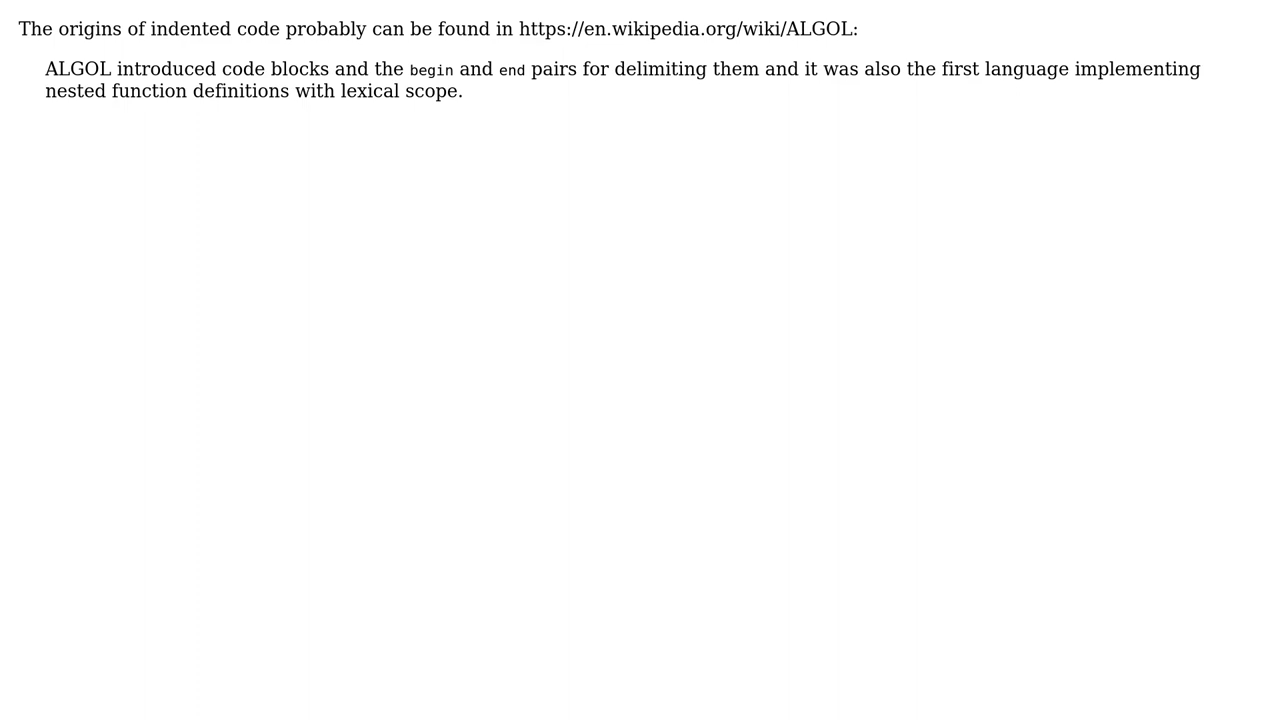 The origins of indented code probably can be found in https://en.wikipedia.org/wiki/ALGOL:
ALGOL introduced code blocks and the begin and end pairs for delimiting them and it was also the first language implementing
nested function definitions with lexical scope.